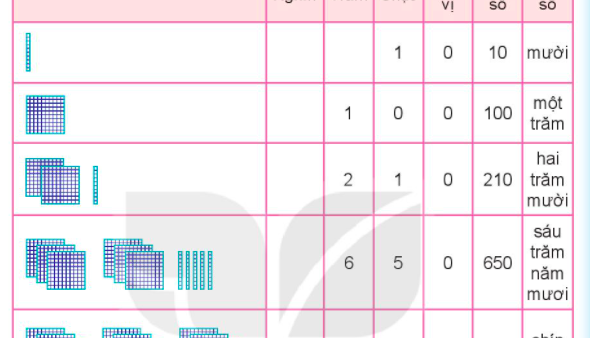 vị số số
1 0 10 mười
1 0 0 100 một
trăm
2 1 0 210 hai
trăm
mười
6 5 0 650 sáu
trăm
năm
mươi